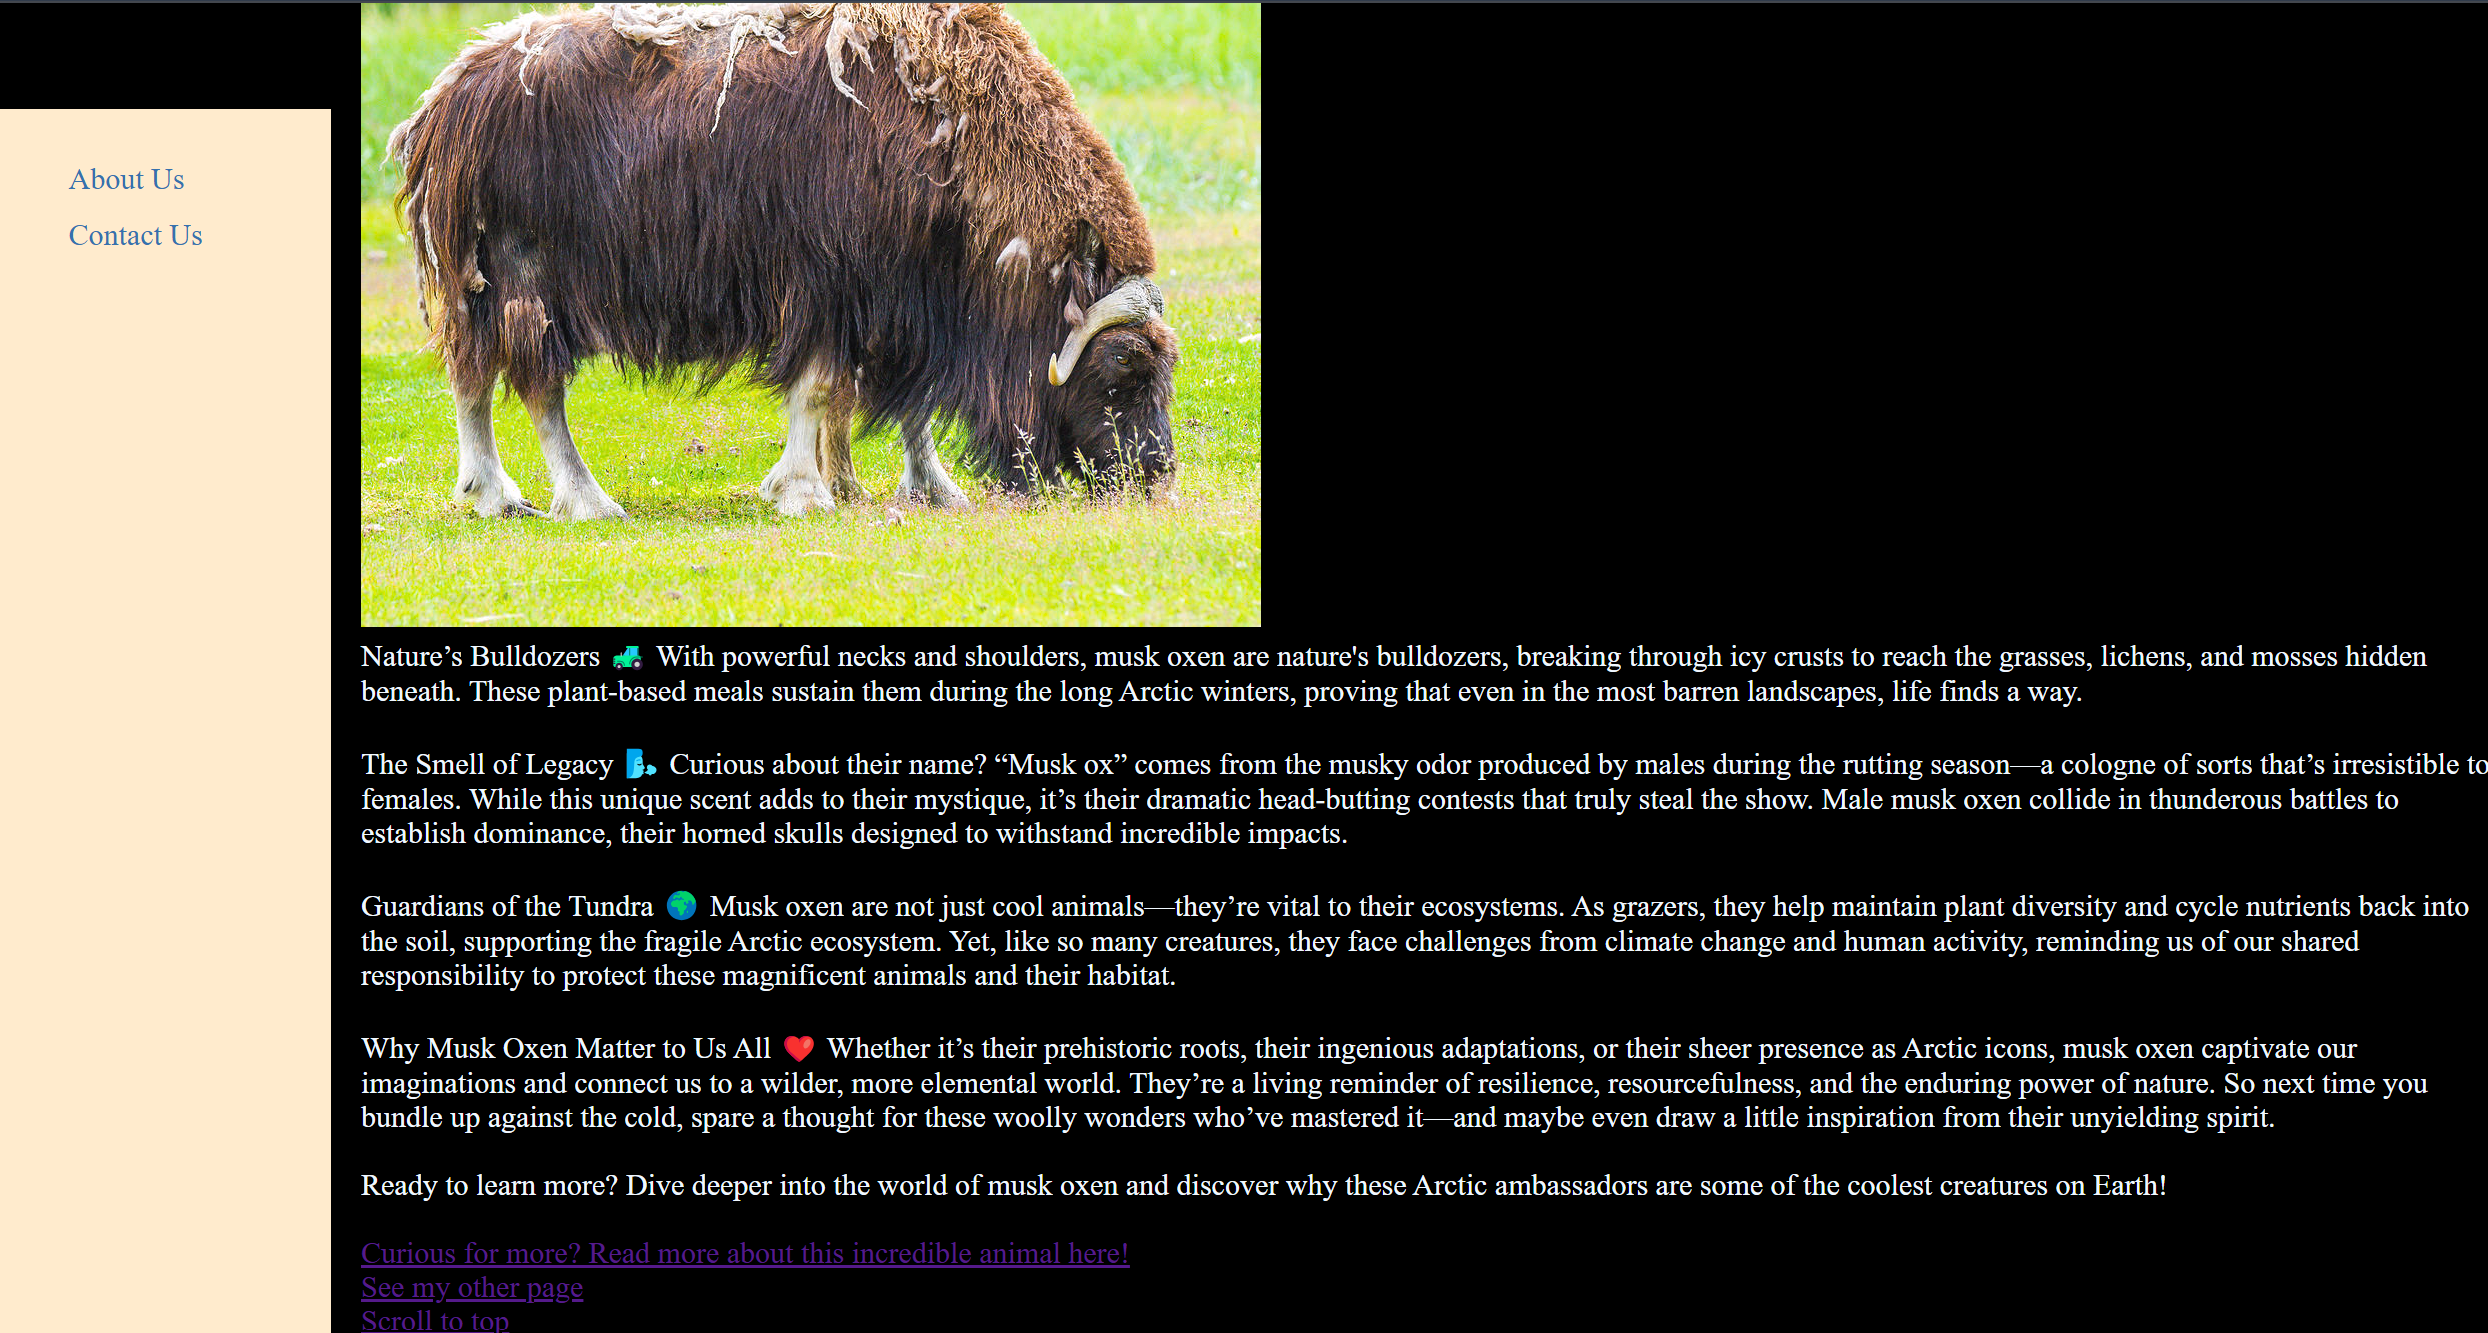 About Us
Contact Us
Nature’s Bulldozers 🚜 With powerful necks and shoulders, musk oxen are nature's bulldozers, breaking through icy crusts to reach the grasses, lichens, and mosses hidden
beneath. These plant-based meals sustain them during the long Arctic winters, proving that even in the most barren landscapes, life finds a way.
The Smell of Legacy 🌬️ Curious about their name? “Musk ox” comes from the musky odor produced by males during the rutting season—a cologne of sorts that’s irresistible to
females. While this unique scent adds to their mystique, it’s their dramatic head-butting contests that truly steal the show. Male musk oxen collide in thunderous battles to
establish dominance, their horned skulls designed to withstand incredible impacts.
Guardians of the Tundra 🌍 Musk oxen are not just cool animals—they’re vital to their ecosystems. As grazers, they help maintain plant diversity and cycle nutrients back into
the soil, supporting the fragile Arctic ecosystem. Yet, like so many creatures, they face challenges from climate change and human activity, reminding us of our shared
responsibility to protect these magnificent animals and their habitat.
Why Musk Oxen Matter to Us All ❤️ Whether it’s their prehistoric roots, their ingenious adaptations, or their sheer presence as Arctic icons, musk oxen captivate our
imaginations and connect us to a wilder, more elemental world. They’re a living reminder of resilience, resourcefulness, and the enduring power of nature. So next time you
bundle up against the cold, spare a thought for these woolly wonders who’ve mastered it—and maybe even draw a little inspiration from their unyielding spirit.
Ready to learn more? Dive deeper into the world of musk oxen and discover why these Arctic ambassadors are some of the coolest creatures on Earth!
Curious for more? Read more about this incredible animal here!
See my other page
Scroll to top